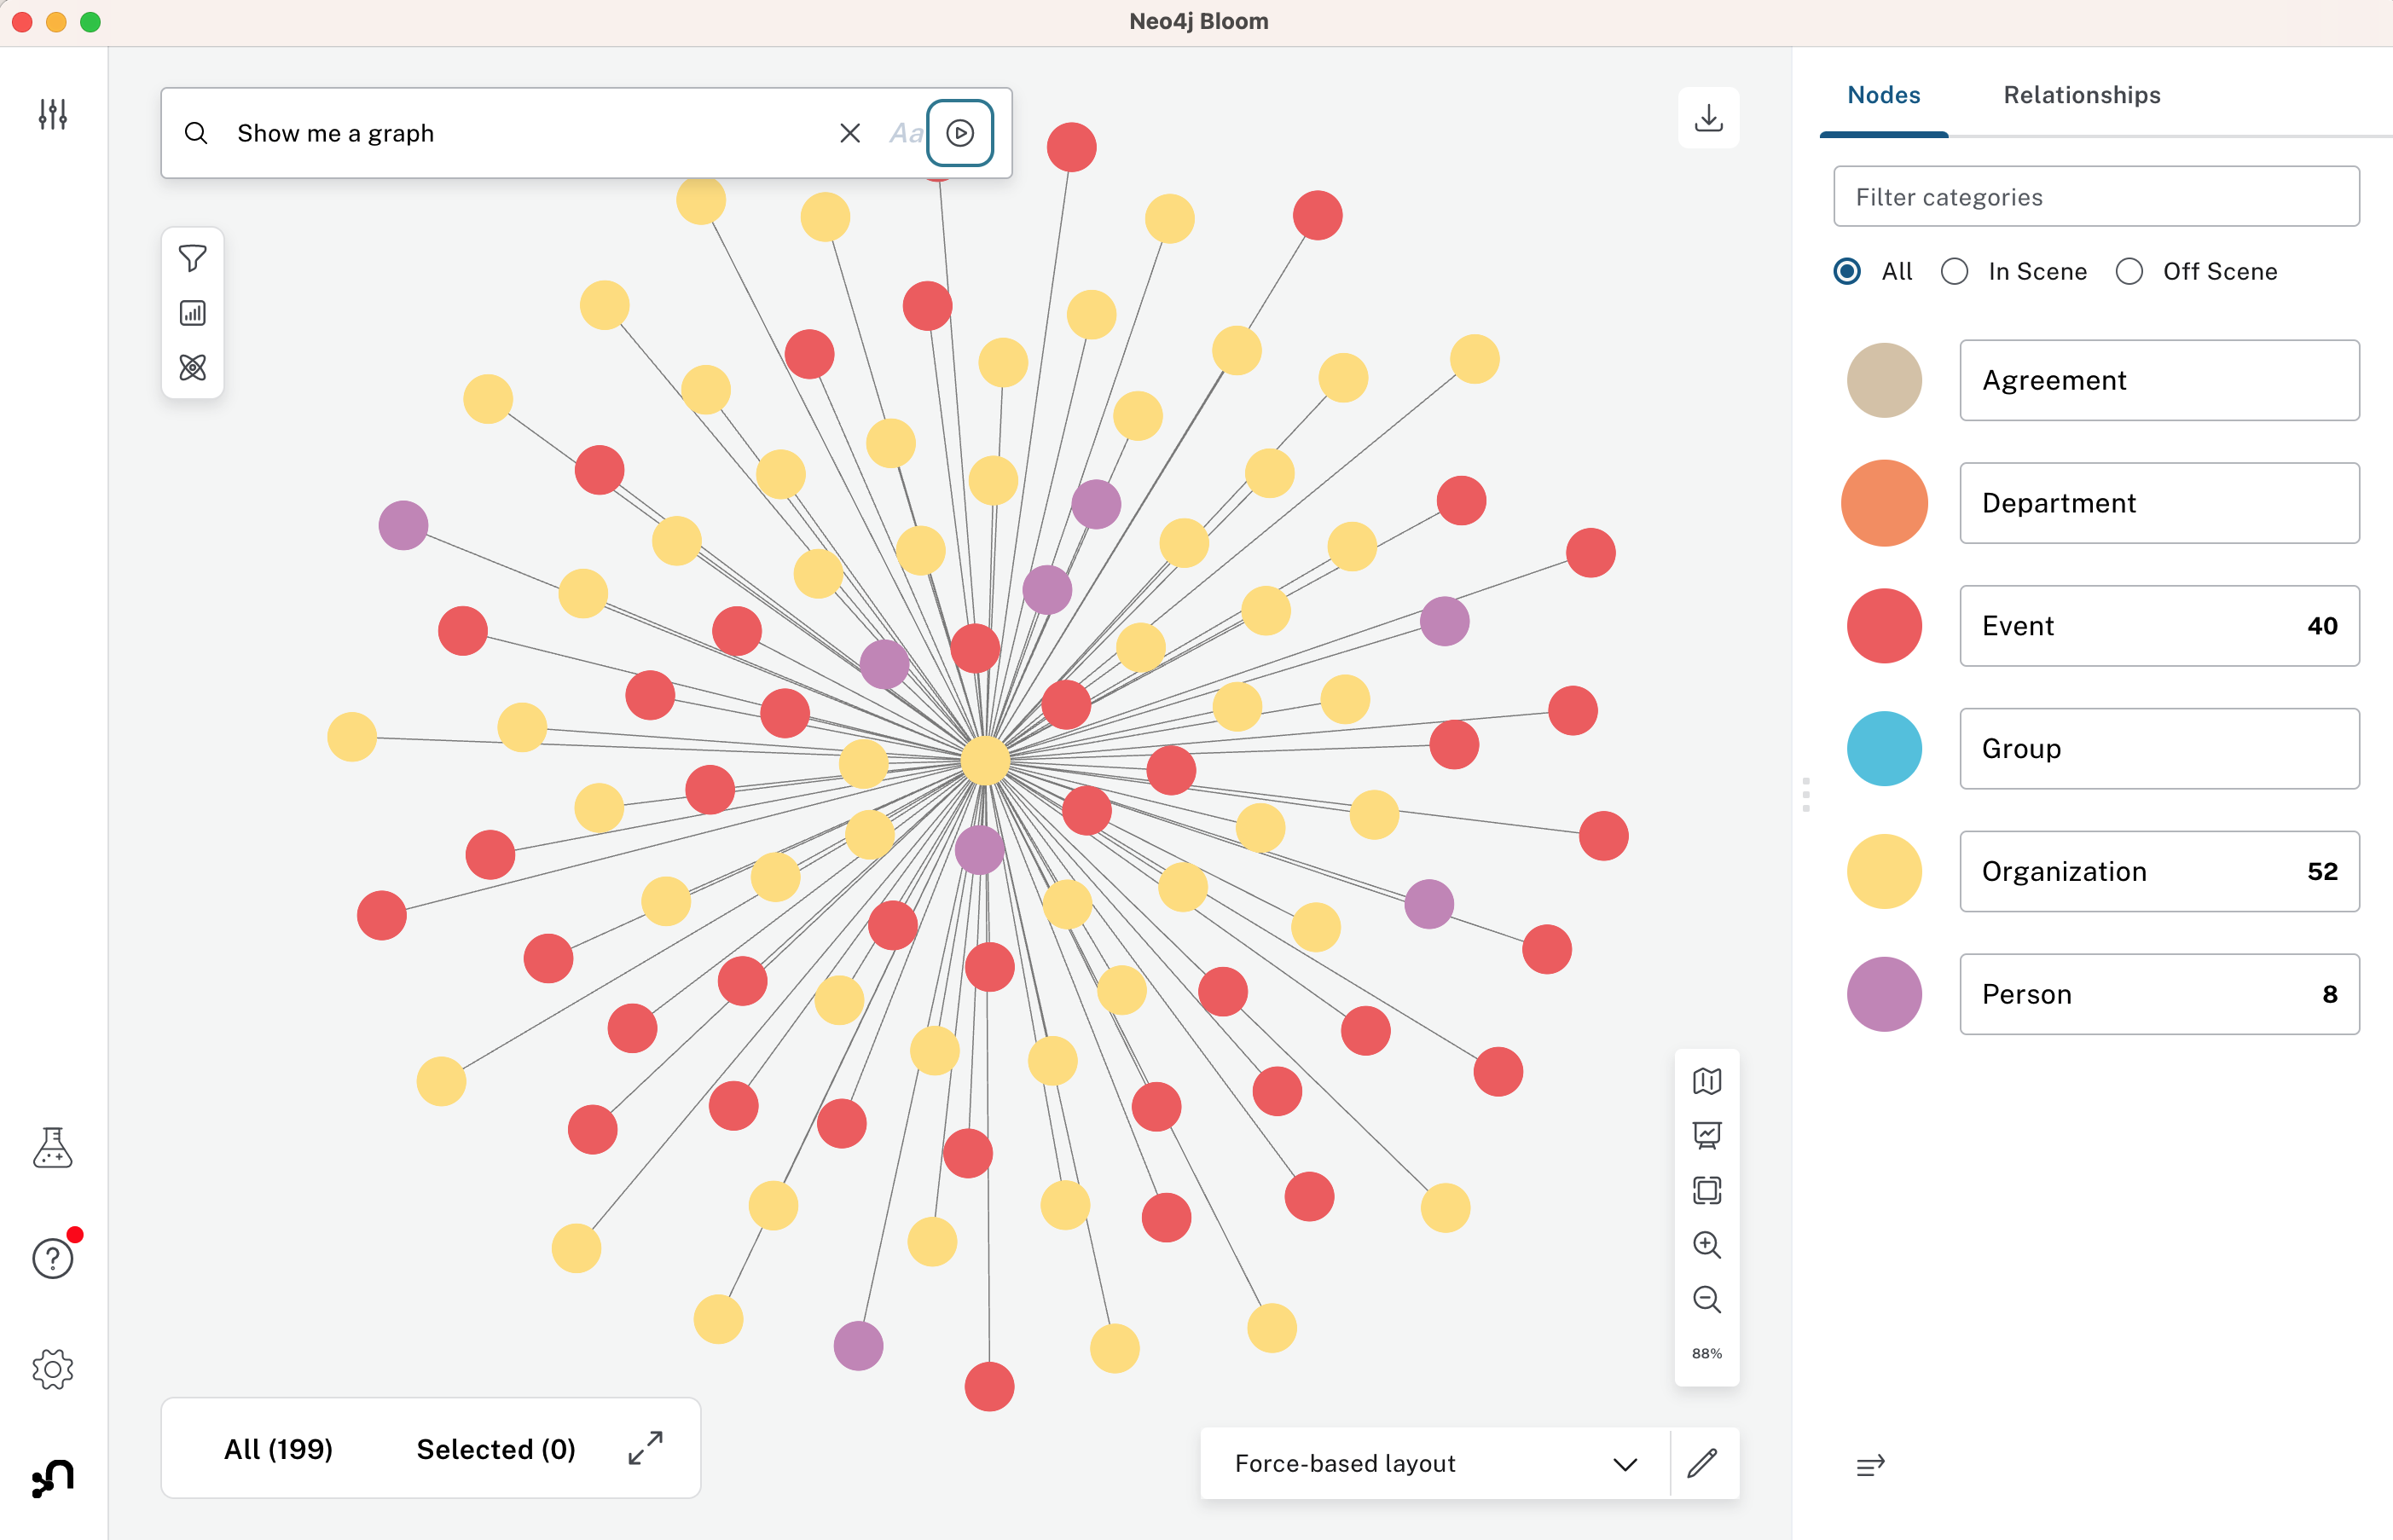 Neo4j Bloom
Show me a graph
Aa
Nodes
Relationships
Filter categories
All
In Scene
Off Scene
Agreement
Department
Event 40
Group
Organization 52
Person 8
88%
All (199)
Selected (0)
Force-based layout